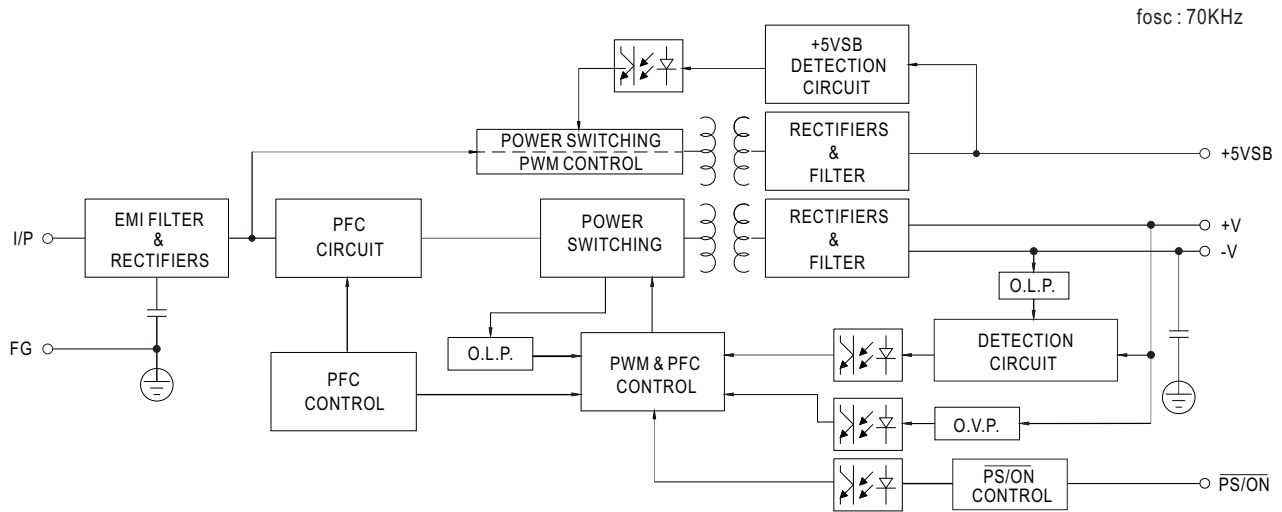 fosc : 70KHz
+5VSB
DETECTION
CIRCUIT
POWER SWITCHING
PWM CONTROL
RECTIFIERS
&
FILTER
+5VSB
I/P
EMI FILTER
&
RECTIFIERS
PFC
CIRCUIT
POWER
SWITCHING
RECTIFIERS
&
FILTER
+V
-V
O.L.P.
FG
O.L.P.
PFC
CONTROL
PWM & PFC
CONTROL
DETECTION
CIRCUIT
O.V.P.
PS/ON
CONTROL
PS/ON